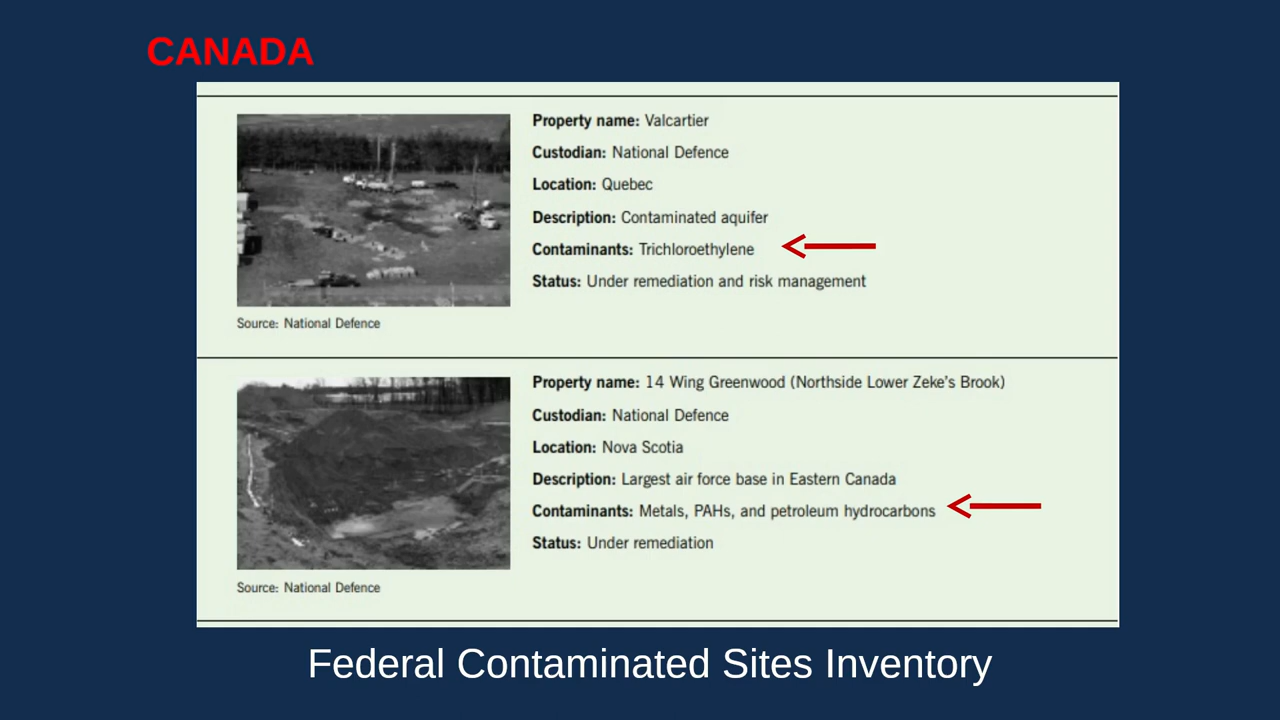 CANADA
Property name: Valcartier
Custodian: National Defence
Location: Quebec
Description: Contaminated aquifer
Contaminants: Trichloroethylene
Status: Under remediation and risk management
Source: National Defence
Property name: 14 Wing Greenwood (Northside Lower Zeke's Brook)
Custodian: National Defence
Location: Nova Scotia
Description: Largest air force base in Eastern Canada
Contaminants: Metals, PAHs, and petroleum hydrocarbons
Status: Under remediation
Source: National Defence
Federal Contaminated Sites Inventory